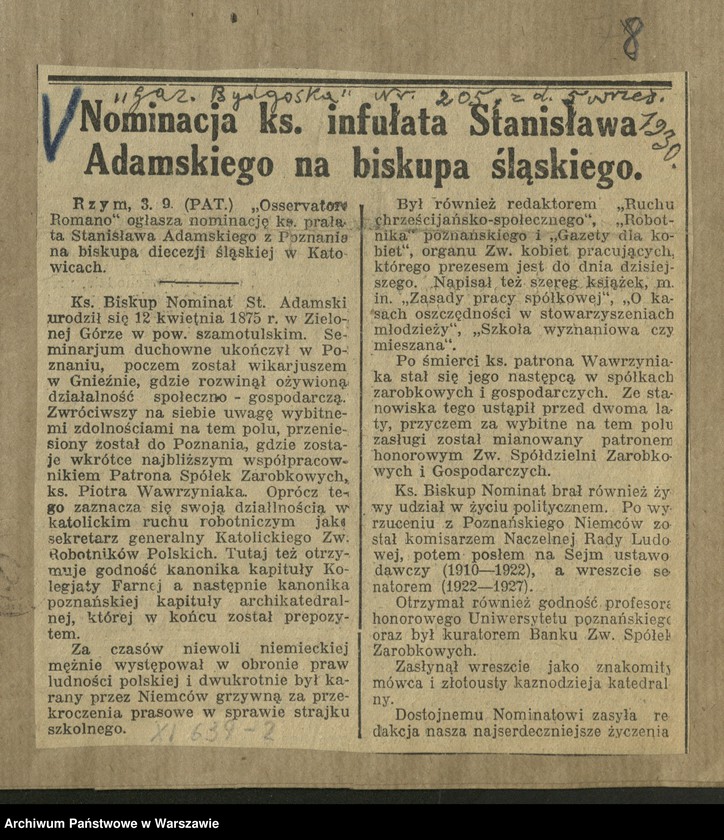 8
"Gaz. Bydgoska" Nr. 205, z d. 5 wrześ. 1930.
V
Nominacja ks. infułata Stanisława
Adamskiego na biskupa śląskiego.
Rzym, 3. 9. (PAT.) „Osservatore
Romano" ogłasza nominację ks. prała-
ta Stanisława Adamskiego z Poznania
na biskupa diecezji śląskiej w Kato
wicach.
Ks. Biskup Nominat St. Adamski
urodził się 12 kwietnia 1875 r. w Zielo-
nej Górze w pow. szamotulskim. Se-
minarjum duchowne ukończył w Po-
znaniu, poczem został wikarjuszem
w Gnieźnie, gdzie rozwinął ożywioną
działalność społeczno - gospodarczą.
Zwróciwszy na siebie uwagę wybitne-
mi zdolnościami na tem polu, przenie-
siony został do Poznania, gdzie zosta-
je wkrótce najbliższym współpracow-
nikiem Patrona Spółek Zarobkowych,
ks. Piotra Wawrzyniaka. Oprócz te-
go zaznacza się swoją dziallnością w
katolickim ruchu robotniczym jako
sekretarz generalny Katolickiego Zw.
Robotników Polskich. Tutaj też otrzy-
muje godność kanonika kapituły Ko-
legjaty Farnej a następnie kanonika
poznańskiej kapituły archikatedral-
nej, której w końcu został prepozy-
tem.
Za czasów niewoli niemieckiej
mężnie występował w obronie praw
ludności polskiej i dwukrotnie był ka-
rany przez Niemców grzywną za prze-
kroczenia prasowe w sprawie strajku
szkolnego.
XI 639-2
Był również redaktorem „Ruchu
chrześcijańsko-społecznego", „Robot-
nika" poznańskiego i „Gazety dla ko-
biet", organu Zw. kobiet pracujących,
którego prezesem jest do dnia dzisiej-
szego. Napisał też szereg książek, m.
in. „Zasady pracy spółkowej", „O ka-
sach oszczędności w stowarzyszeniach
młodzieży", „Szkoła wyznaniowa czy
mieszana".
Po śmierci ks. patrona Wawrzynia-
ka stał się jego następcą w spółkach
zarobkowych i gospodarczych. Ze sta-
nowiska tego ustąpił przed dwoma la-
ty, przyczem za wybitne na tem polu
zasługi został mianowany patronem
honorowym Zw. Spółdzielni Zarobko-
wych i Gospodarczych.
Ks. Biskup Nominat brał również ży
wy udział w życiu politycznem. Po wy
rzuceniu z Poznańskiego Niemców zo
stał komisarzem Naczelnej Rady Ludo
wej, potem posłem na Sejm ustawo
dawczy (1910—1922), a wreszcie se-
natorem (1922—1927).
Otrzymał również godność profesora
honorowego Uniwersytetu poznańskiego
oraz był kuratorem Banku Zw. Spółek
Zarobkowych.
Zasłynął wreszcie jako znakomity
mówca i złotousty kaznodzieja katedral
ny.
Dostojnemu Nominatowi zasyła re
dakcja nasza najserdeczniejsze życzenia
Archiwum Państwowe w Warszawie